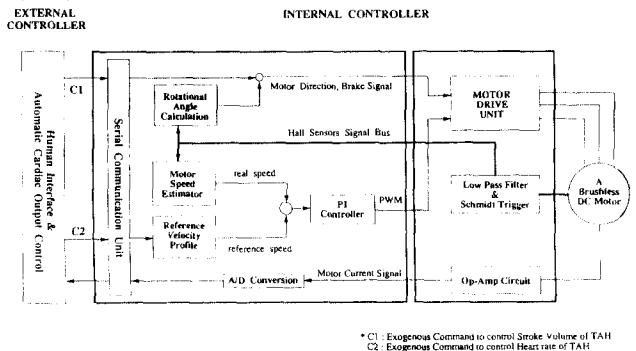 EXTERNAL
CONTROLLER
INTERNAL CONTROLLER
C1
Human Interface &
Automatic Cardiac Output Control
Serial Communication Unit
Rotational
Angle
Calculation
Motor Direction, Brake Signal
MOTOR
DRIVE
UNIT
Hall Sensors Signal Bus
Motor
Speed
Estimator
real speed
PI
Controller
PWM
Low Pass Filter
&
Schmidt Trigger
A
Brushless
DC Motor
C2
Reference
Velocity
Profile
reference speed
A/D Conversion
Motor Current Signal
Op-Amp Circuit
* C1 : Exogenous Command to control Stroke Volume of TAH
C2 : Exogenous Command to control Heart rate of TAH